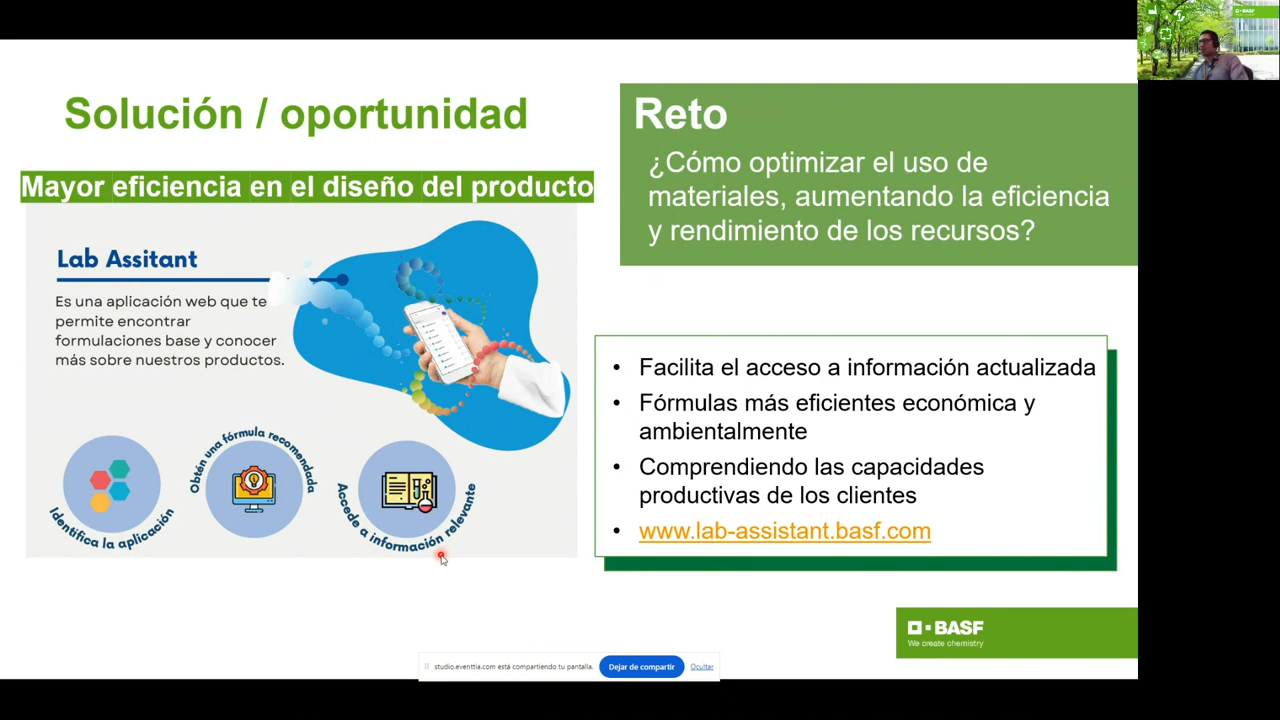 Solución / oportunidad
Mayor eficiencia en el diseño del producto
Lab Assitant
Es una aplicación web que te
permite encontrar
formulaciones base y conocer
más sobre nuestros productos.
Identifica la aplicación
Obtén una fórmula recomendada
Accede a información relevante
Reto
¿Cómo optimizar el uso de
materiales, aumentando la eficiencia
y rendimiento de los recursos?
• Facilita el acceso a información actualizada
• Fórmulas más eficientes económica y
ambientalmente
• Comprendiendo las capacidades
productivas de los clientes
• www.lab-assistant.basf.com
BASF
We create chemistry
studio.eventtia.com está compartiendo tu pantalla.
Dejar de compartir
Ocultar
BASF